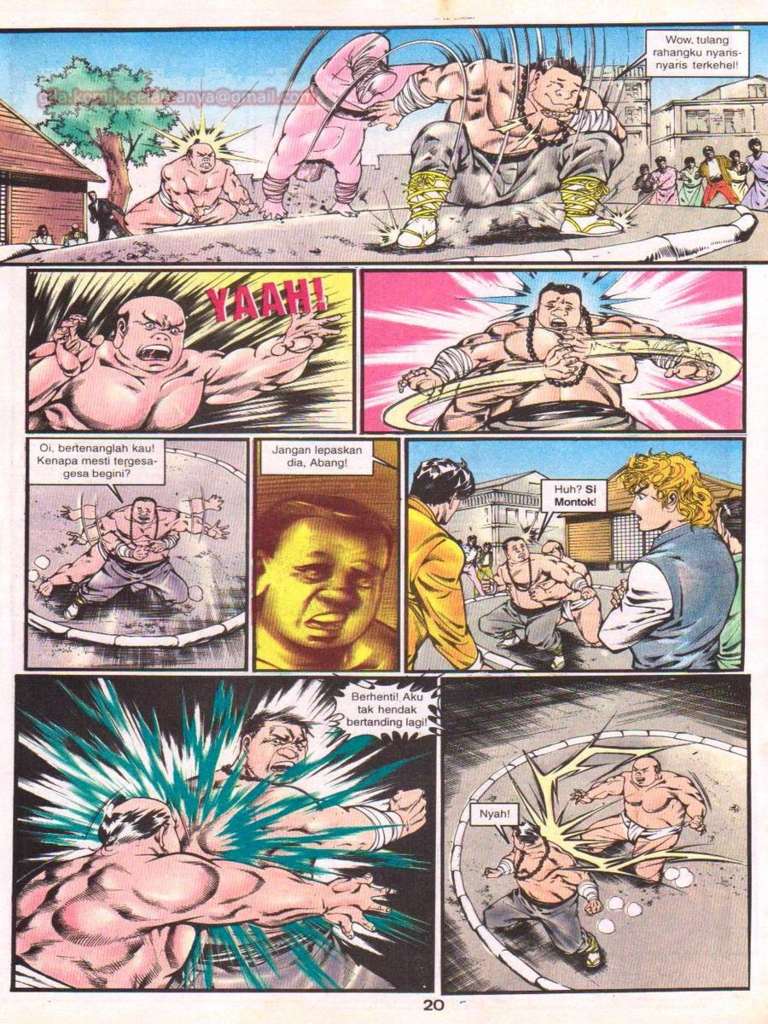 Wow, tulang
rahangku nyaris-
nyaris terkehel!
YAAH!
Oi, bertenanglah kau!
Kenapa mesti tergesa-
gesa begini?
Jangan lepaskan
dia, Abang!
Huh? Si
Montok!
Berhenti! Aku
tak hendak
bertanding lagi!
Nyah!
20